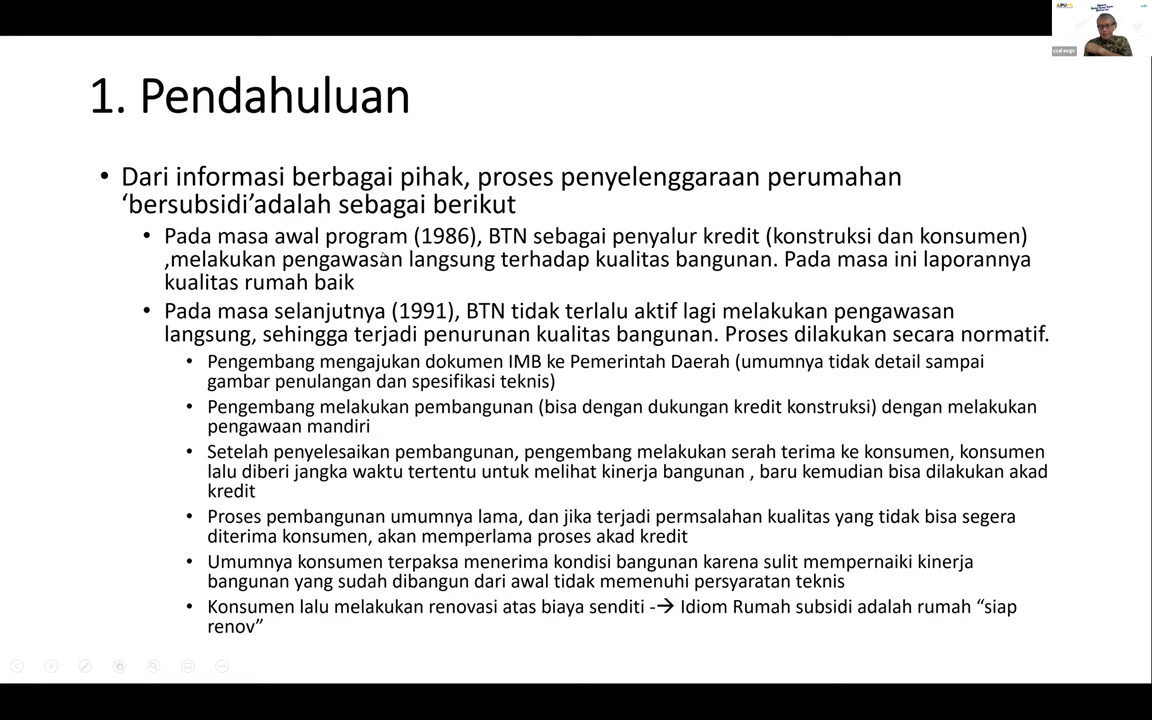 1. Pendahuluan
• Dari informasi berbagai pihak, proses penyelenggaraan perumahan
‘bersubsidi’adalah sebagai berikut
• Pada masa awal program (1986), BTN sebagai penyalur kredit (konstruksi dan konsumen)
,melakukan pengawasan langsung terhadap kualitas bangunan. Pada masa ini laporannya
kualitas rumah baik
• Pada masa selanjutnya (1991), BTN tidak terlalu aktif lagi melakukan pengawasan
langsung, sehingga terjadi penurunan kualitas bangunan. Proses dilakukan secara normatif.
• Pengembang mengajukan dokumen IMB ke Pemerintah Daerah (umumnya tidak detail sampai
gambar penulangan dan spesifikasi teknis)
• Pengembang melakukan pembangunan (bisa dengan dukungan kredit konstruksi) dengan melakukan
pengawaan mandiri
• Setelah penyelesaikan pembangunan, pengembang melakukan serah terima ke konsumen, konsumen
lalu diberi jangka waktu tertentu untuk melihat kinerja bangunan , baru kemudian bisa dilakukan akad
kredit
• Proses pembangunan umumnya lama, dan jika terjadi permsalahan kualitas yang tidak bisa segera
diterima konsumen, akan memperlama proses akad kredit
• Umumnya konsumen terpaksa menerima kondisi bangunan karena sulit mempernaiki kinerja
bangunan yang sudah dibangun dari awal tidak memenuhi persyaratan teknis
• Konsumen lalu melakukan renovasi atas biaya senditi -→ Idiom Rumah subsidi adalah rumah “siap
renov”